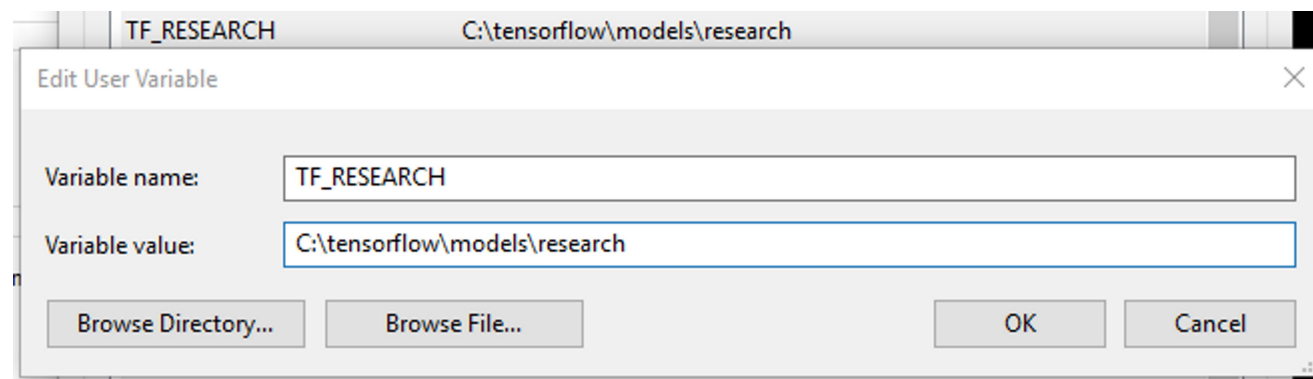 TF_RESEARCH C:\tensorflow\models\research
Edit User Variable
Variable name: TF_RESEARCH
Variable value: C:\tensorflow\models\research
Browse Directory... Browse File... OK Cancel